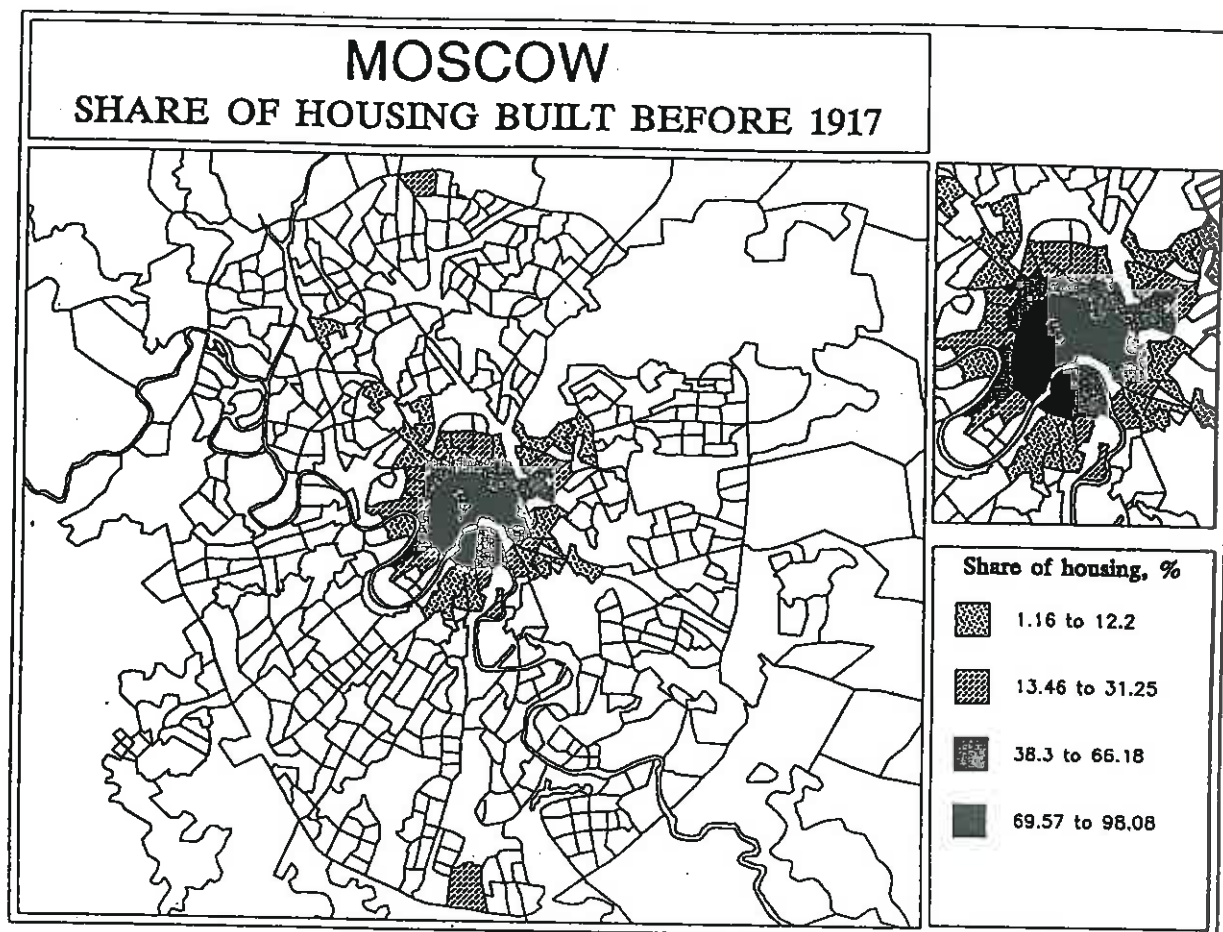 MOSCOW
SHARE OF HOUSING BUILT BEFORE 1917
Share of housing, %
1.16 to 12.2
13.46 to 31.25
38.3 to 66.18
69.57 to 98.08